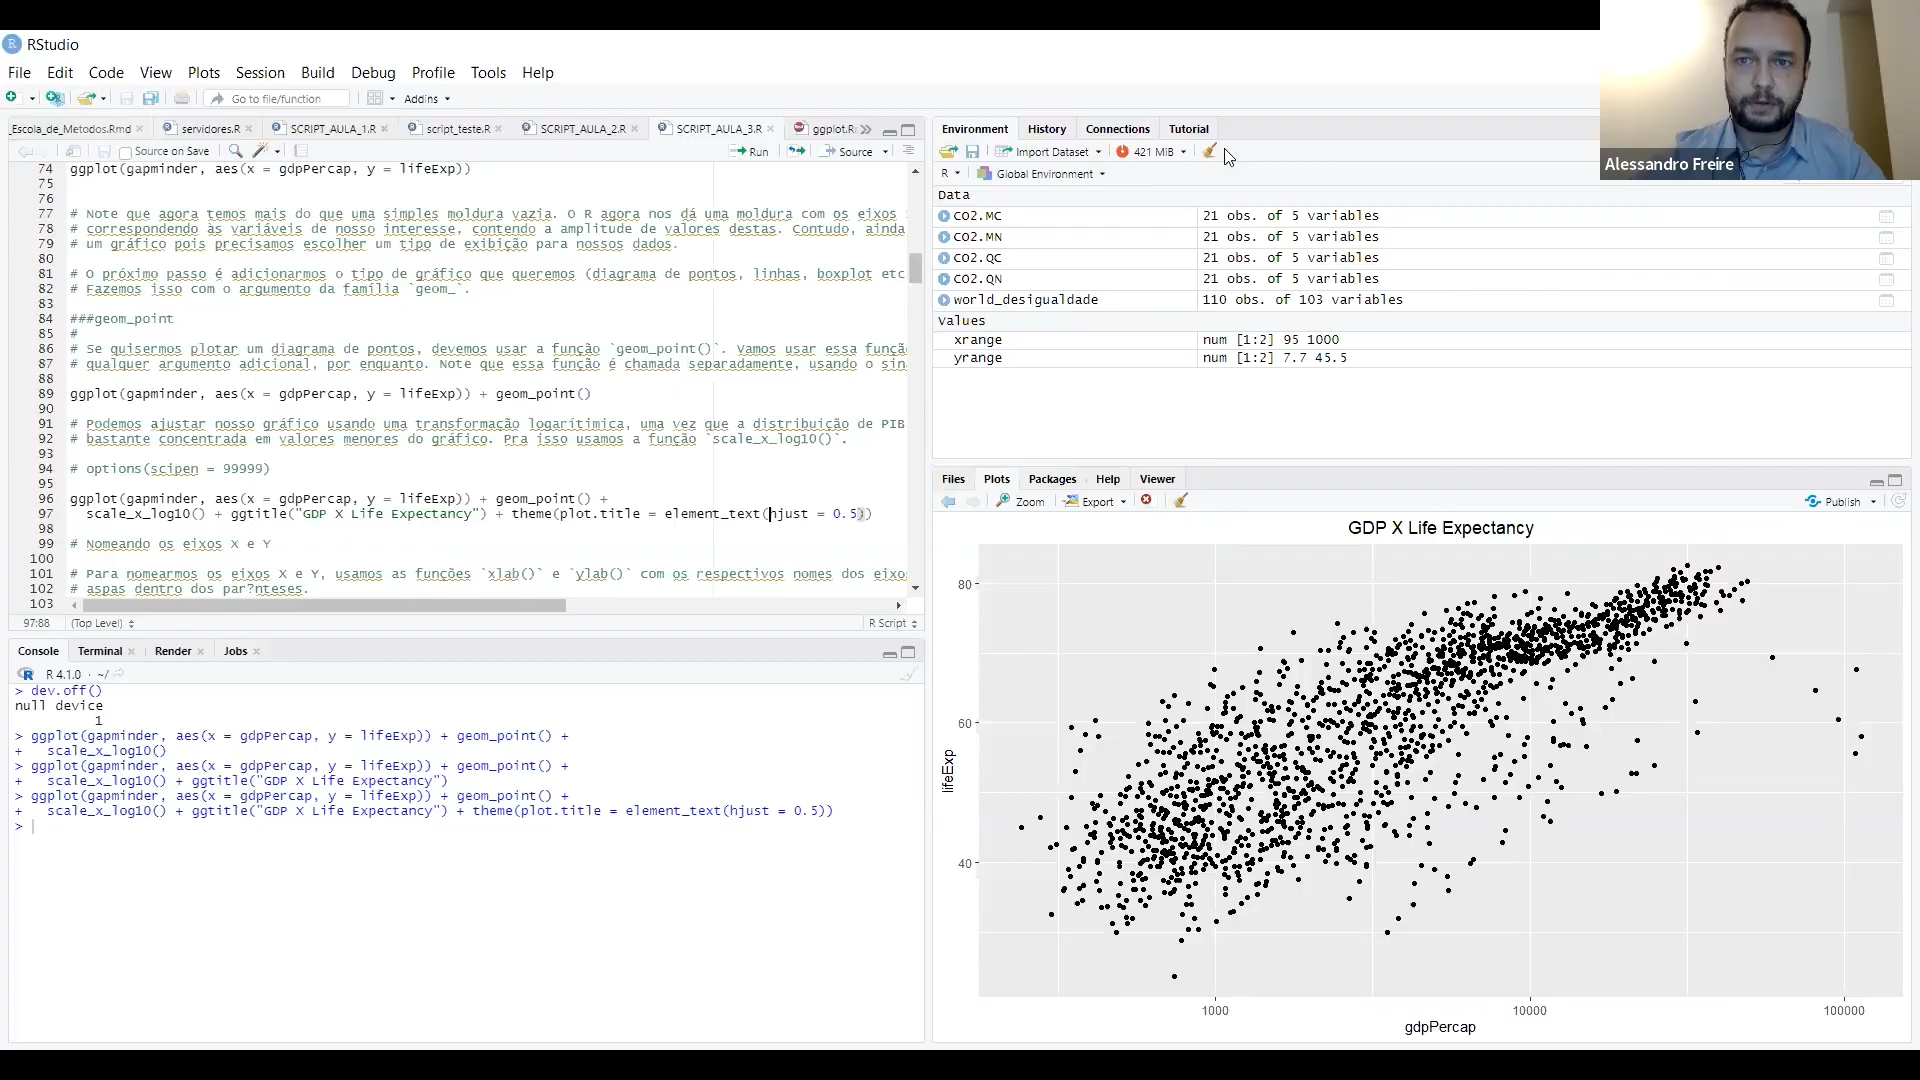 RStudio
File Edit Code View Plots Session Build Debug Profile Tools Help
Go to file/function Addins
_Escola_de_Metodos.Rmd servidores.R SCRIPT_AULA_1.R script_teste.R SCRIPT_AULA_2.R SCRIPT_AULA_3.R ggplot.R
Source on Save Run Source
74 ggplot(gapminder, aes(x = gdpPercap, y = lifeExp))
75
76
77 # Note que agora temos mais do que uma simples moldura vazia. O R agora nos dá uma moldura com os eixos
78 # correspondendo às variáveis de nosso interesse, contendo a amplitude de valores destas. Contudo, ainda
79 # um gráfico pois precisamos escolher um tipo de exibição para nossos dados.
80
81 # O próximo passo é adicionarmos o tipo de gráfico que queremos (diagrama de pontos, linhas, boxplot etc
82 # Fazemos isso com o argumento da família `geom_`.
83
84 ###geom_point
85 #
86 # Se quisermos plotar um diagrama de pontos, devemos usar a função `geom_point()`. Vamos usar essa funçã
87 # qualquer argumento adicional, por enquanto. Note que essa função é chamada separadamente, usando o sin
88
89 ggplot(gapminder, aes(x = gdpPercap, y = lifeExp)) + geom_point()
90
91 # Podemos ajustar nosso gráfico usando uma transformação logarítimica, uma vez que a distribuição de PIB
92 # bastante concentrada em valores menores do gráfico. Pra isso usamos a função `scale_x_log10()`.
93
94 # options(scipen = 99999)
95
96 ggplot(gapminder, aes(x = gdpPercap, y = lifeExp)) + geom_point() +
97 scale_x_log10() + ggtitle("GDP X Life Expectancy") + theme(plot.title = element_text(hjust = 0.5))
98
99 # Nomeando os eixos X e Y
100
101 # Para nomearmos os eixos X e Y, usamos as funções `xlab()` e `ylab()` com os respectivos nomes dos eixo
102 # aspas dentro dos par?nteses.
103
97:88 (Top Level) R Script
Console Terminal Render Jobs
R 4.1.0 · ~/
> dev.off()
null device
1
> ggplot(gapminder, aes(x = gdpPercap, y = lifeExp)) + geom_point() +
+ scale_x_log10()
> ggplot(gapminder, aes(x = gdpPercap, y = lifeExp)) + geom_point() +
+ scale_x_log10() + ggtitle("GDP X Life Expectancy")
> ggplot(gapminder, aes(x = gdpPercap, y = lifeExp)) + geom_point() +
+ scale_x_log10() + ggtitle("GDP X Life Expectancy") + theme(plot.title = element_text(hjust = 0.5))
>
Environment History Connections Tutorial
Import Dataset 421 MiB
R Global Environment
Data
CO2.MC 21 obs. of 5 variables
CO2.MN 21 obs. of 5 variables
CO2.QC 21 obs. of 5 variables
CO2.QN 21 obs. of 5 variables
world_desigualdade 110 obs. of 103 variables
Values
xrange num [1:2] 95 1000
yrange num [1:2] 7.7 45.5
Files Plots Packages Help Viewer
Zoom Export Publish
GDP X Life Expectancy
80
60
40
lifeExp
1000 10000 100000
gdpPercap
Alessandro Freire